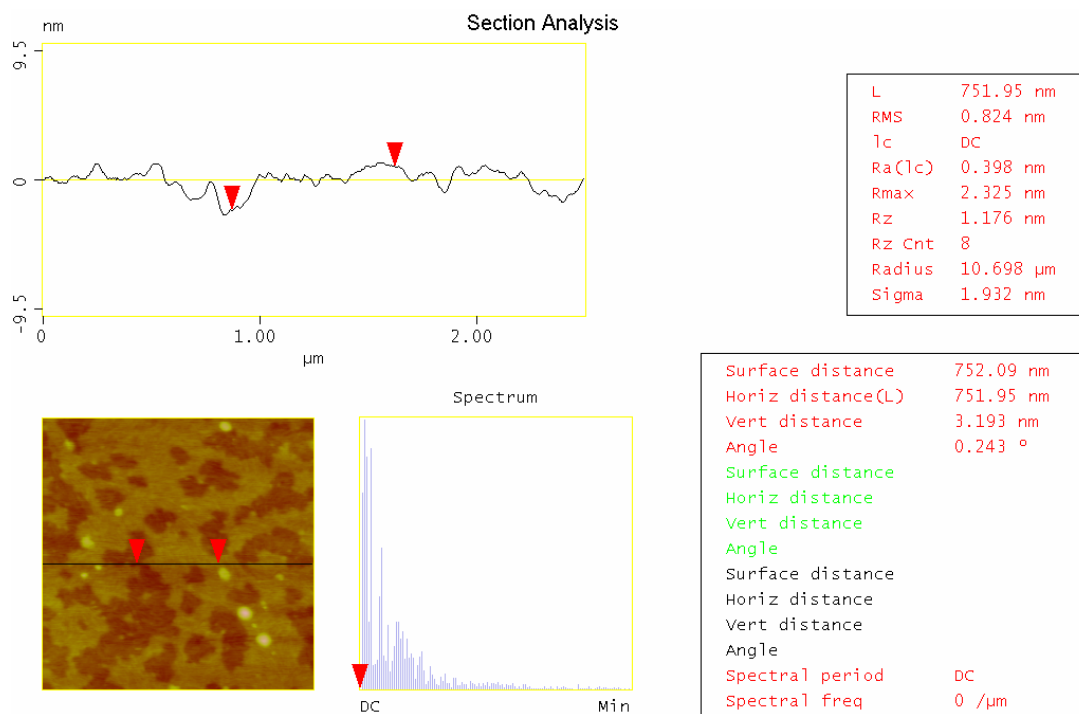 Section Analysis
nm
9.5
0
-9.5
0 1.00 2.00
µm
L 751.95 nm
RMS 0.824 nm
lc DC
Ra(lc) 0.398 nm
Rmax 2.325 nm
Rz 1.176 nm
Rz Cnt 8
Radius 10.698 µm
Sigma 1.932 nm
Surface distance 752.09 nm
Horiz distance(L) 751.95 nm
Vert distance 3.193 nm
Angle 0.243 º
Surface distance
Horiz distance
Vert distance
Angle
Surface distance
Horiz distance
Vert distance
Angle
Spectral period DC
Spectral freq 0 /µm
Spectrum
DC Min